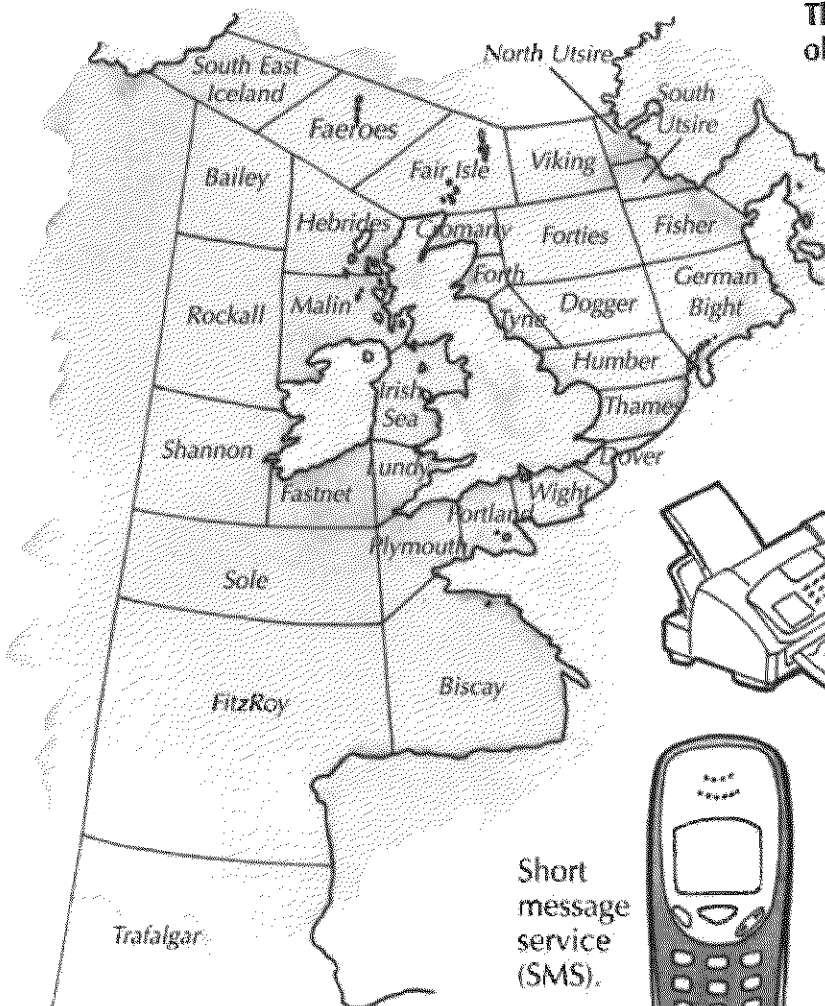 Th
ob
North Utsire
South East
Iceland
South
Utsire
Faeroes
Fair Isle
Viking
Bailey
Hebrides
Cromarty
Forties
Fisher
Forth
German
Bight
Rockall
Malin
Tyne
Dogger
Humber
Irish
Sea
Thames
Shannon
Lundy
Dover
Fastnet
Wight
Portland
Plymouth
Sole
FitzRoy
Biscay
Trafalgar
Short
message
service
(SMS).